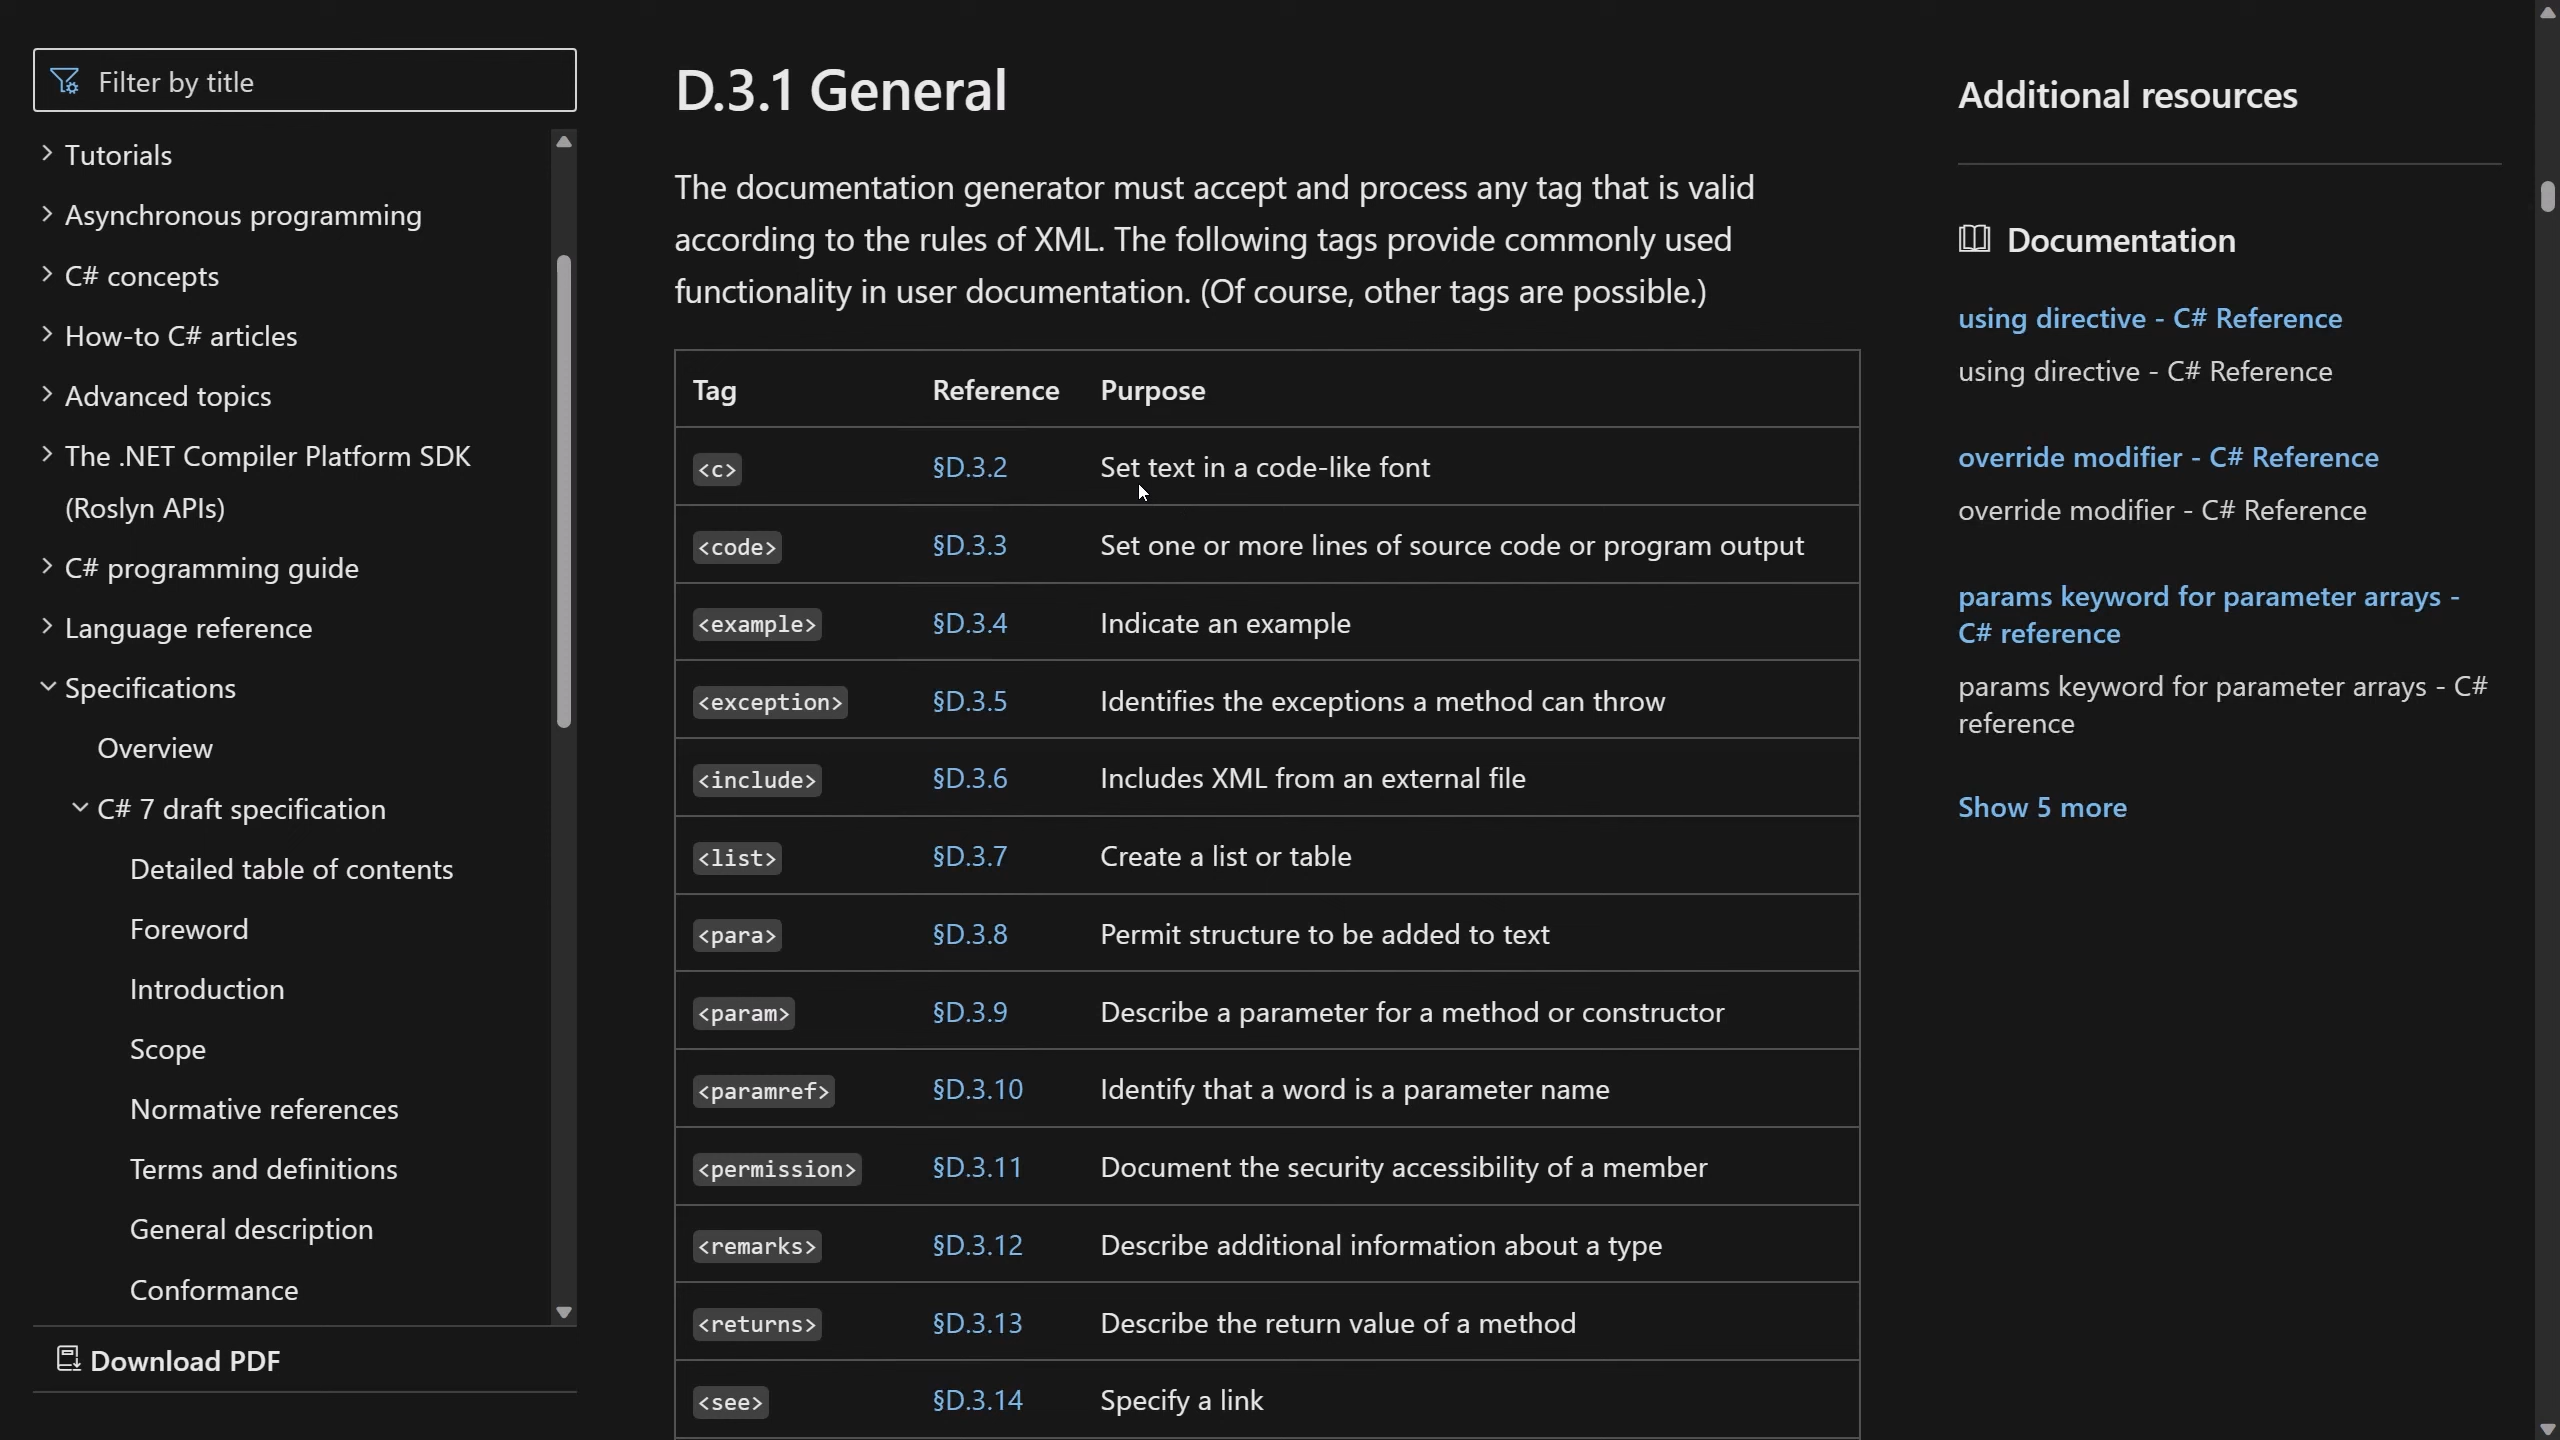 Filter by title
Tutorials
Asynchronous programming
C# concepts
How-to C# articles
Advanced topics
The .NET Compiler Platform SDK
(Roslyn APIs)
C# programming guide
Language reference
Specifications
Overview
C# 7 draft specification
Detailed table of contents
Foreword
Introduction
Scope
Normative references
Terms and definitions
General description
Conformance
Download PDF
D.3.1 General
The documentation generator must accept and process any tag that is valid
according to the rules of XML. The following tags provide commonly used
functionality in user documentation. (Of course, other tags are possible.)
Tag Reference Purpose
<c> §D.3.2 Set text in a code-like font
<code> §D.3.3 Set one or more lines of source code or program output
<example> §D.3.4 Indicate an example
<exception> §D.3.5 Identifies the exceptions a method can throw
<include> §D.3.6 Includes XML from an external file
<list> §D.3.7 Create a list or table
<para> §D.3.8 Permit structure to be added to text
<param> §D.3.9 Describe a parameter for a method or constructor
<paramref> §D.3.10 Identify that a word is a parameter name
<permission> §D.3.11 Document the security accessibility of a member
<remarks> §D.3.12 Describe additional information about a type
<returns> §D.3.13 Describe the return value of a method
<see> §D.3.14 Specify a link
Additional resources
Documentation
using directive - C# Reference
using directive - C# Reference
override modifier - C# Reference
override modifier - C# Reference
params keyword for parameter arrays -
C# reference
params keyword for parameter arrays - C#
reference
Show 5 more